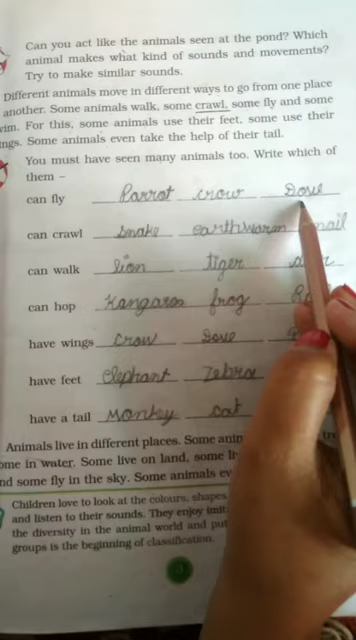 Can you act like the animals seen at the pond? Which
animal makes what kind of sounds and movements?
Try to make similar sounds.
Different animals move in different ways to go from one place
another. Some animals walk, some crawl, some fly and some
vim. For this, some animals use their feet, some use their
ngs. Some animals even take the help of their tail.
You must have seen many animals too. Write which of
them –
can fly Parrot crow Dove
can crawl snake earthwarm nail
can walk lion tiger
can hop Kangaroo frog
have wings crow Dove
have feet elephant Zebra
have a tail Monkey cat
Animals live in different places. Some anim
ome in water. Some live on land, some li
nd some fly in the sky. Some animals ev
Children love to look at the colours, shapes
and listen to their sounds. They enjoy imit
the diversity in the animal world and put
groups is the beginning of classification.